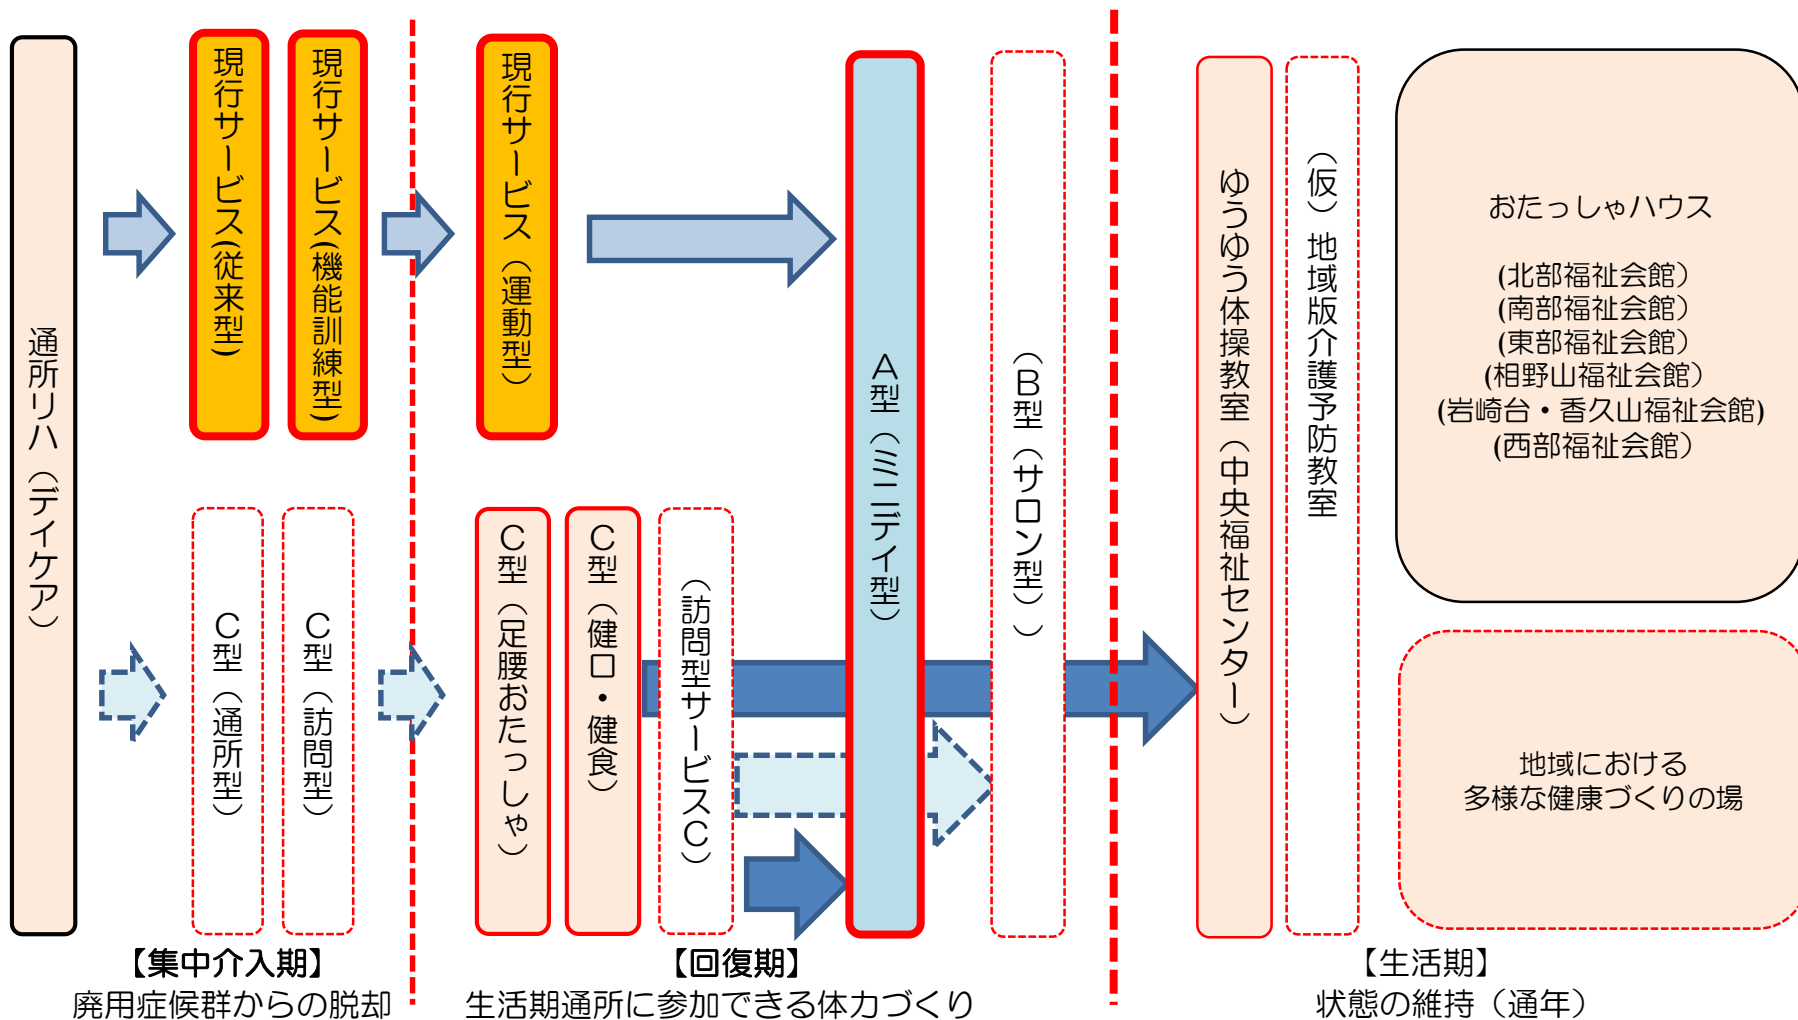 通所リハ（デイケア）
現行サービス(従来型)
現行サービス(機能訓練型)
現行サービス（運動型）
C型（通所型）
C型（訪問型）
C型（足腰おたっしゃ）
C型（健口・健食）
（訪問型サービスC）
A型（ミニデイ型）
（B型（サロン型））
ゆうゆう体操教室（中央福祉センター）
（仮）地域版介護予防教室
おたっしゃハウス
(北部福祉会館）
(南部福祉会館）
(東部福祉会館）
(相野山福祉会館）
(岩崎台・香久山福祉会館)
(西部福祉会館）
地域における
多様な健康づくりの場
【集中介入期】
廃用症候群からの脱却
【回復期】
生活期通所に参加できる体力づくり
【生活期】
状態の維持（通年）